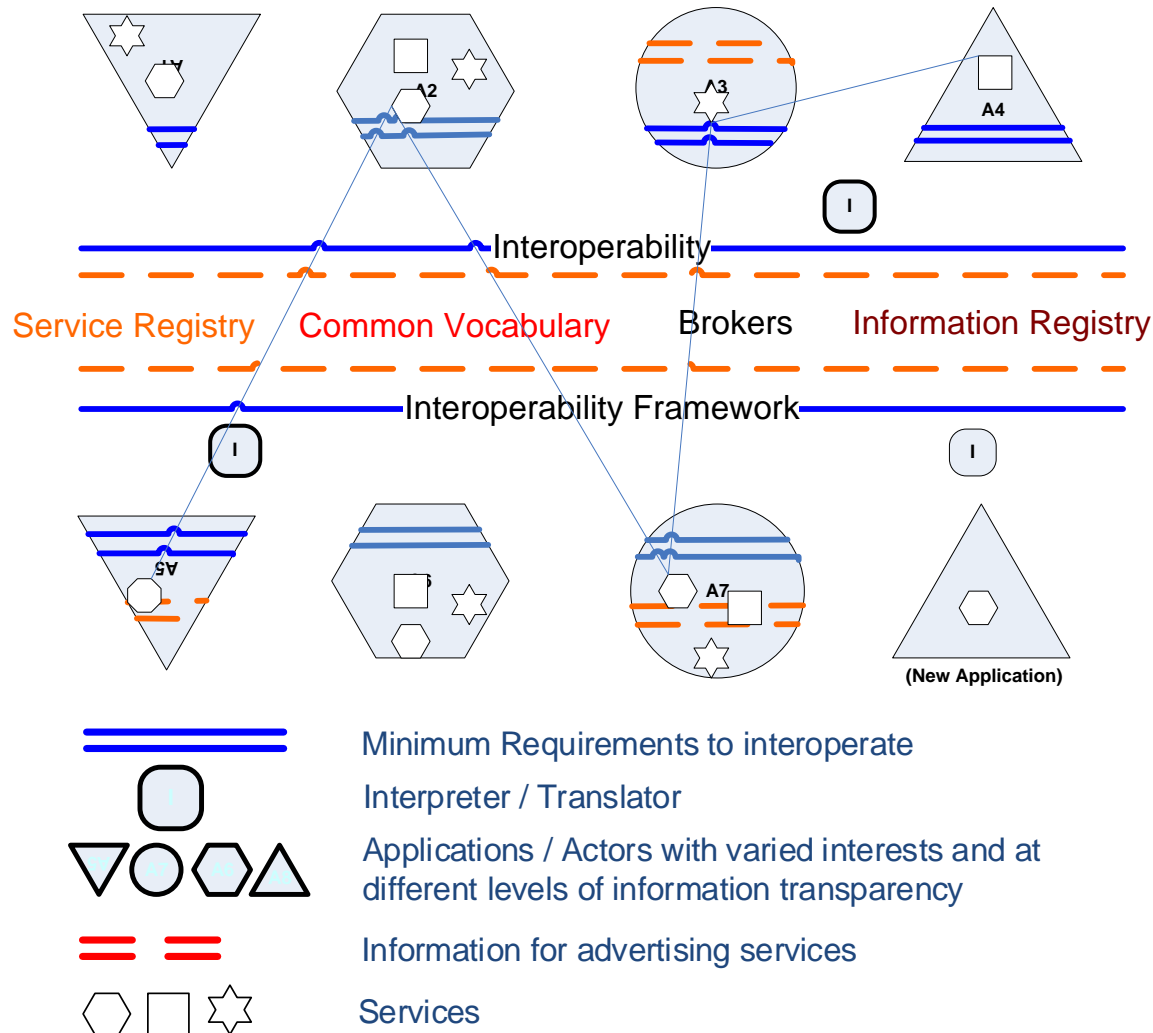 A1
A2
A3
A4
I
Interoperability
Service Registry
Common Vocabulary
Brokers
Information Registry
Interoperability Framework
I
I
A5
A7
(New Application)
Minimum Requirements to interoperate
Interpreter / Translator
Applications / Actors with varied interests and at
different levels of information transparency
Information for advertising services
Services